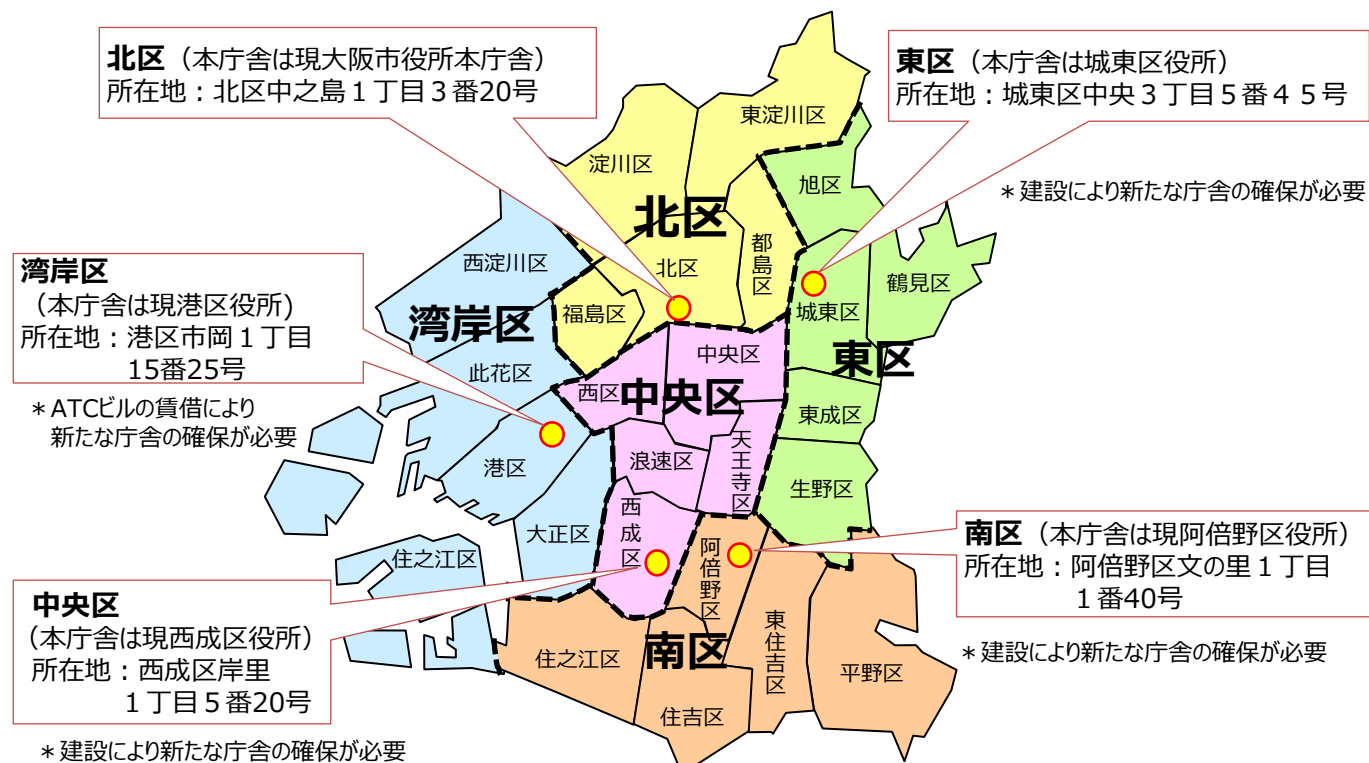 北区（本庁舎は現大阪市役所本庁舎）
所在地：北区中之島１丁目３番20号
東区（本庁舎は城東区役所）
所在地：城東区中央３丁目５番４５号
＊建設により新たな庁舎の確保が必要
湾岸区
（本庁舎は現港区役所)
所在地：港区市岡１丁目
15番25号
＊ATCビルの賃借により
新たな庁舎の確保が必要
東淀川区
淀川区
旭区
北区
都島区
西淀川区
北区
鶴見区
福島区
城東区
湾岸区
中央区
東区
此花区
西区
中央区
東成区
天王寺区
浪速区
港区
生野区
西成区
大正区
阿倍野区
住之江区
南区（本庁舎は現阿倍野区役所）
所在地：阿倍野区文の里１丁目
１番40号
＊建設により新たな庁舎の確保が必要
中央区
（本庁舎は現西成区役所）
所在地：西成区岸里
１丁目５番20号
＊建設により新たな庁舎の確保が必要
住之江区
南区
東住吉区
平野区
住吉区